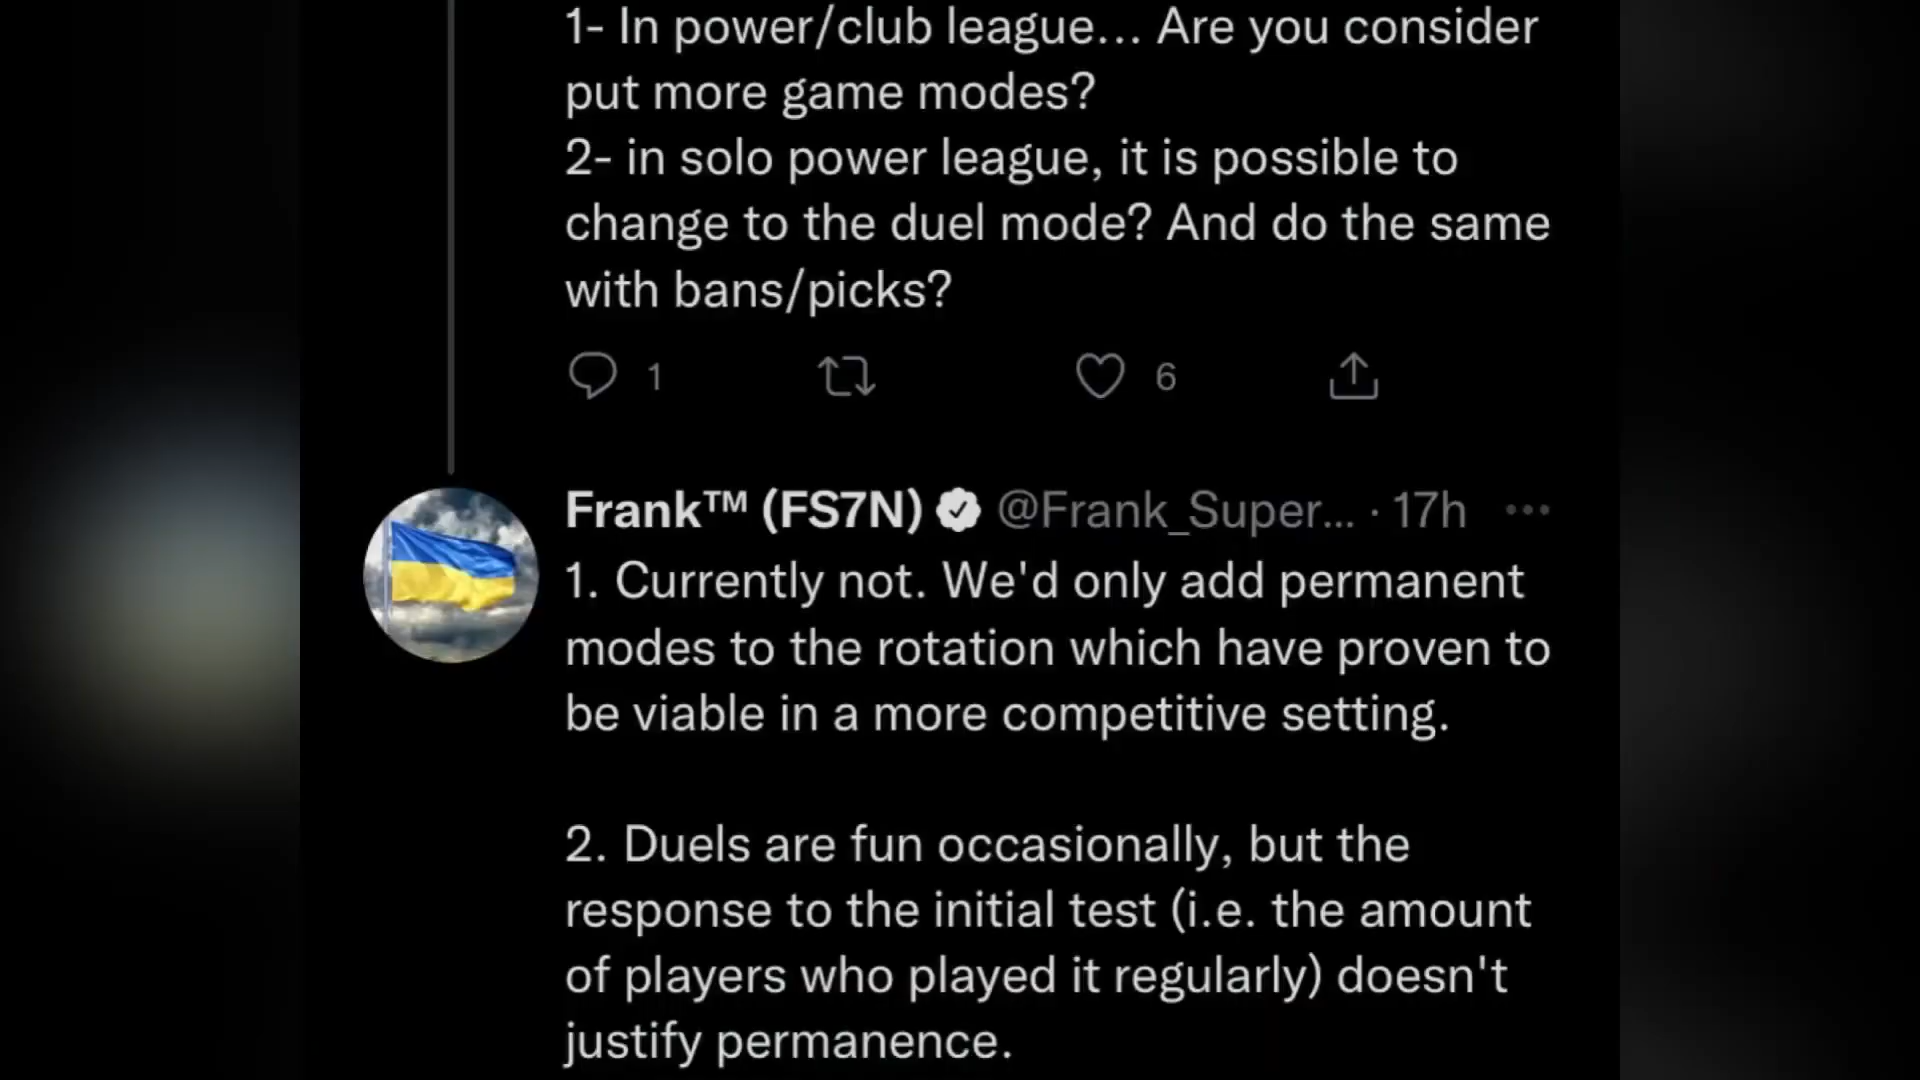 1- In power/club league... Are you consider
put more game modes?
2- in solo power league, it is possible to
change to the duel mode? And do the same
with bans/picks?
1
6
Frank™ (FS7N) @Frank_Super... · 17h
1. Currently not. We'd only add permanent
modes to the rotation which have proven to
be viable in a more competitive setting.
2. Duels are fun occasionally, but the
response to the initial test (i.e. the amount
of players who played it regularly) doesn't
justify permanence.